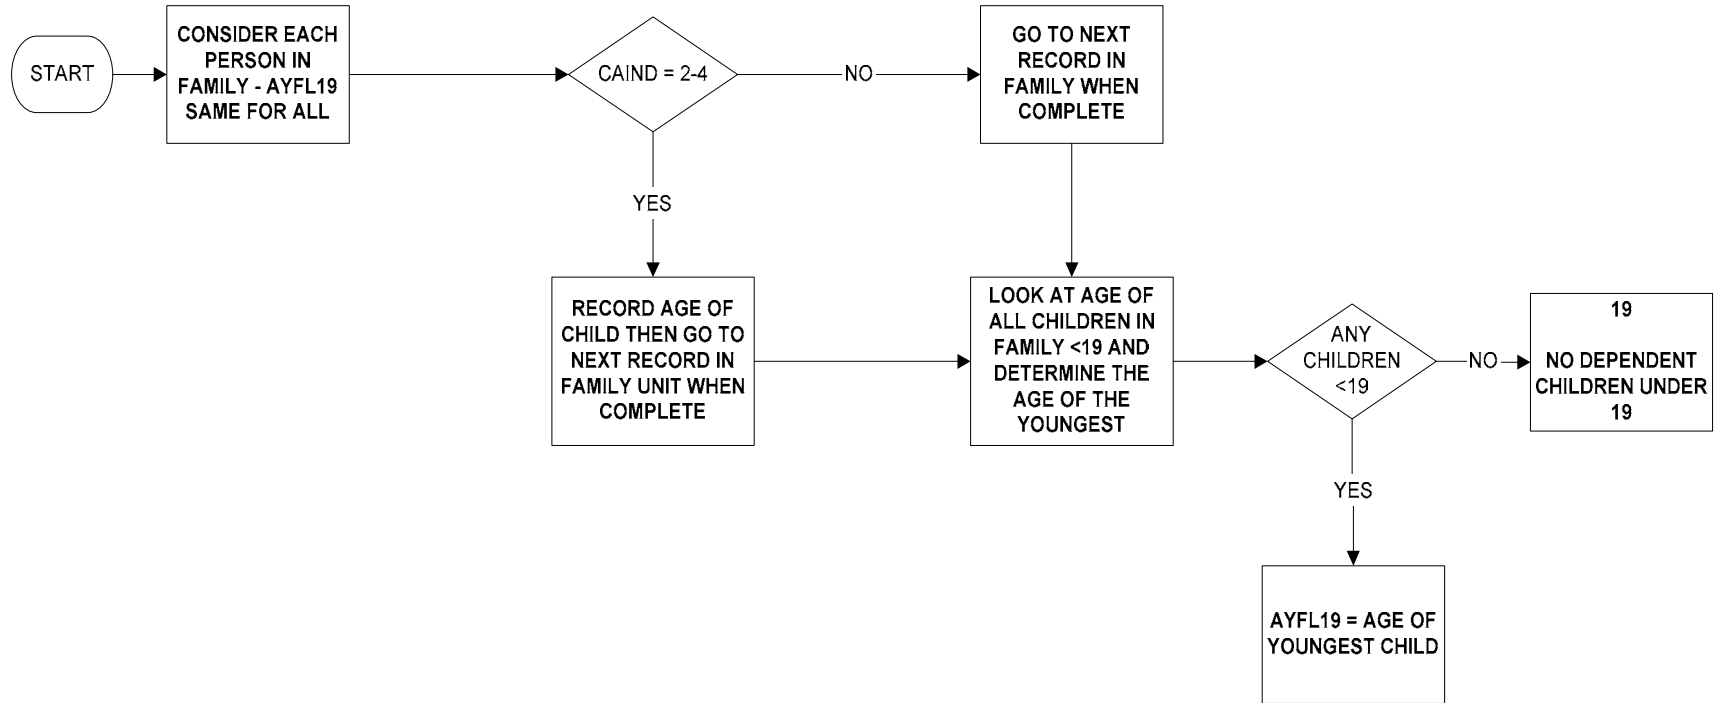 START
CONSIDER EACH
PERSON IN
FAMILY - AYFL19
SAME FOR ALL
CAIND = 2-4
NO
GO TO NEXT
RECORD IN
FAMILY WHEN
COMPLETE
YES
RECORD AGE OF
CHILD THEN GO TO
NEXT RECORD IN
FAMILY UNIT WHEN
COMPLETE
LOOK AT AGE OF
ALL CHILDREN IN
FAMILY <19 AND
DETERMINE THE
AGE OF THE
YOUNGEST
ANY
CHILDREN
<19
NO
19
NO DEPENDENT
CHILDREN UNDER
19
YES
AYFL19 = AGE OF
YOUNGEST CHILD